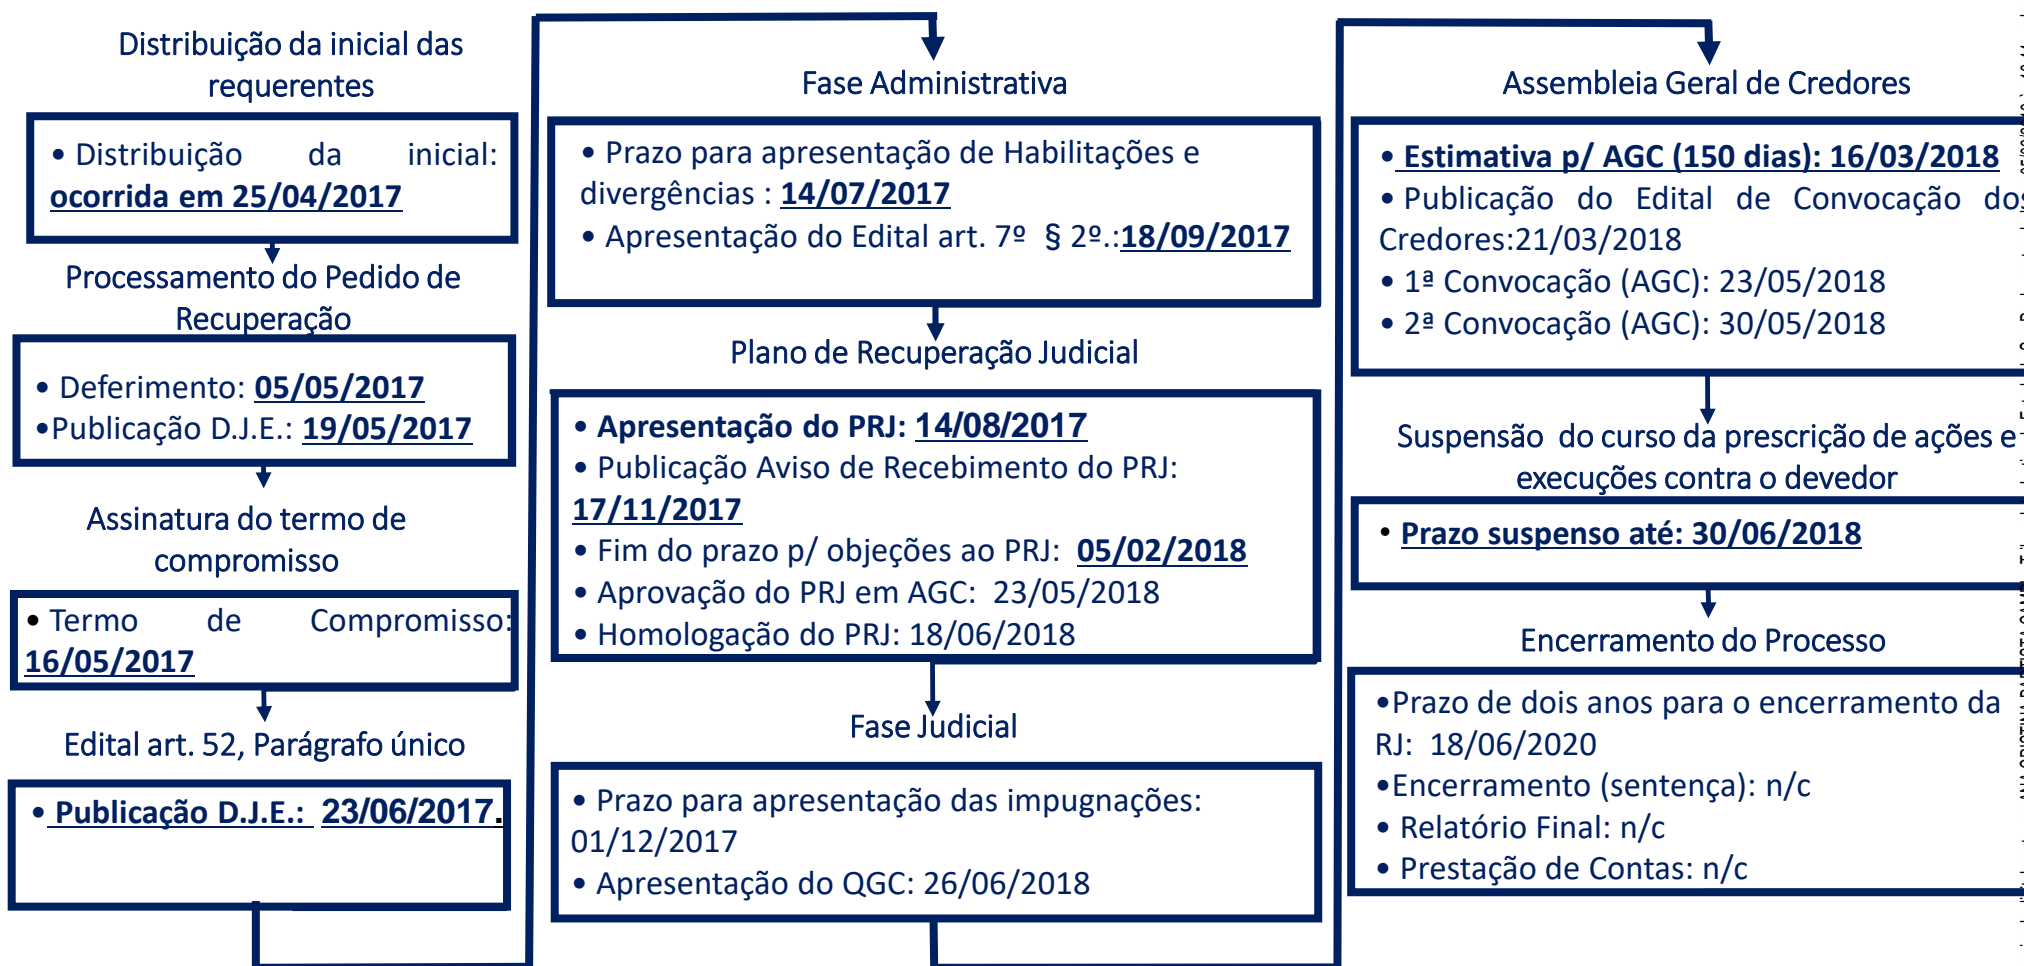 Distribuição da inicial das
requerentes
• Distribuição da inicial:
ocorrida em 25/04/2017
Processamento do Pedido de
Recuperação
• Deferimento: 05/05/2017
•Publicação D.J.E.: 19/05/2017
Assinatura do termo de
compromisso
• Termo de Compromisso:
16/05/2017
Edital art. 52, Parágrafo único
• Publicação D.J.E.: 23/06/2017.
Fase Administrativa
• Prazo para apresentação de Habilitações e
divergências : 14/07/2017
• Apresentação do Edital art. 7º § 2º.:18/09/2017
Plano de Recuperação Judicial
• Apresentação do PRJ: 14/08/2017
• Publicação Aviso de Recebimento do PRJ:
17/11/2017
• Fim do prazo p/ objeções ao PRJ: 05/02/2018
• Aprovação do PRJ em AGC: 23/05/2018
• Homologação do PRJ: 18/06/2018
Fase Judicial
• Prazo para apresentação das impugnações:
01/12/2017
• Apresentação do QGC: 26/06/2018
Assembleia Geral de Credores
• Estimativa p/ AGC (150 dias): 16/03/2018
• Publicação do Edital de Convocação dos
Credores:21/03/2018
• 1ª Convocação (AGC): 23/05/2018
• 2ª Convocação (AGC): 30/05/2018
Suspensão do curso da prescrição de ações e
execuções contra o devedor
• Prazo suspenso até: 30/06/2018
Encerramento do Processo
•Prazo de dois anos para o encerramento da
RJ: 18/06/2020
•Encerramento (sentença): n/c
• Relatório Final: n/c
• Prestação de Contas: n/c